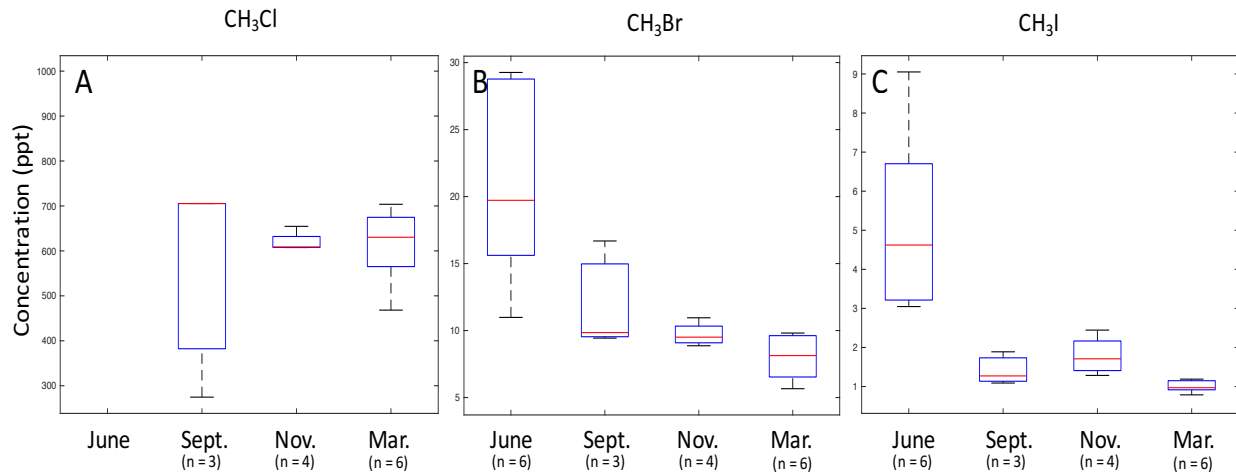 CH₃Cl
CH₃Br
CH₃I
Concentration (ppt)
A
1000
900
800
700
600
500
400
300
June
Sept.
(n = 3)
Nov.
(n = 4)
Mar.
(n = 6)
B
30
25
20
15
10
5
June
(n = 6)
Sept.
(n = 3)
Nov.
(n = 4)
Mar.
(n = 6)
C
9
8
7
6
5
4
3
2
1
June
(n = 6)
Sept.
(n = 3)
Nov.
(n = 4)
Mar.
(n = 6)